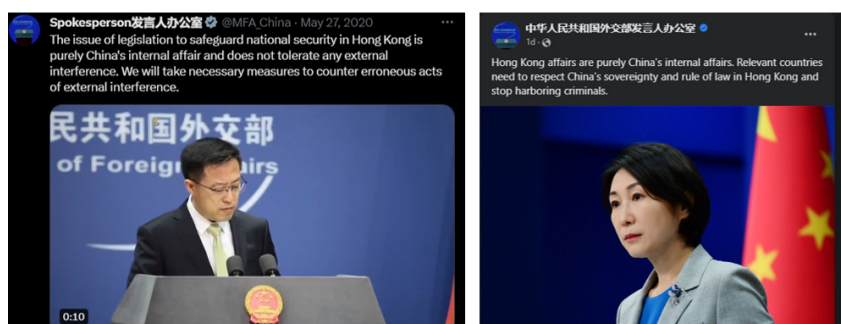 Spokesperson发言人办公室 @MFA_China · May 27, 2020
The issue of legislation to safeguard national security in Hong Kong is
purely China's internal affair and does not tolerate any external
interference. We will take necessary measures to counter erroneous acts
of external interference.
民共和国外交部
of Foreig irs
0:10
中华人民共和国外交部发言人办公室
1d ·
Hong Kong affairs are purely China's internal affairs. Relevant countries
need to respect China's sovereignty and rule of law in Hong Kong and
stop harboring criminals.